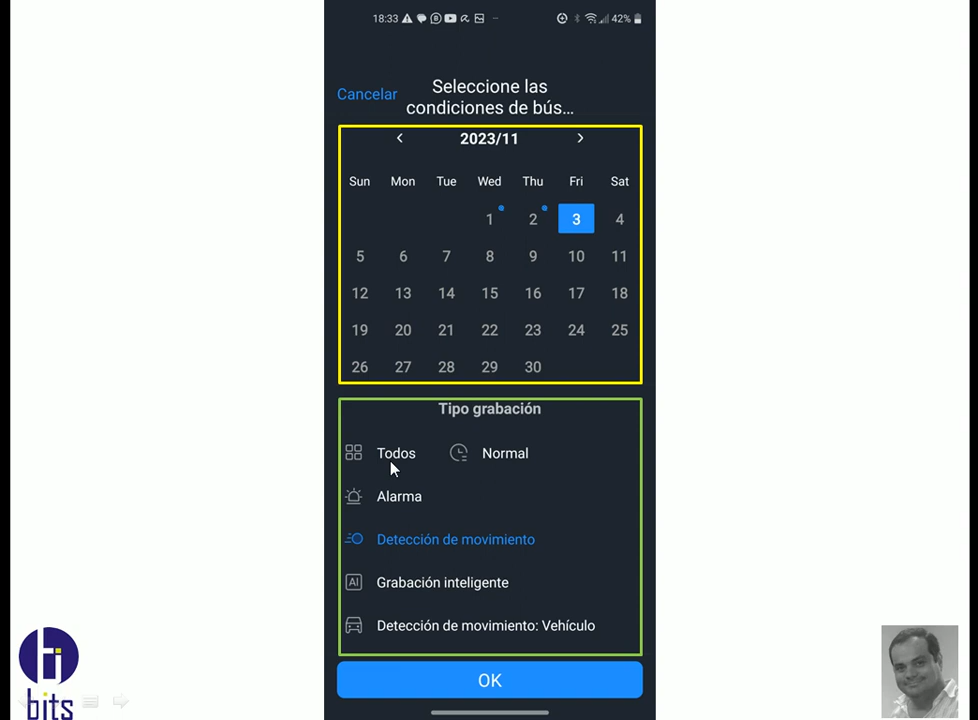 18:33 42%
Cancelar
Seleccione las
condiciones de bús...
< 2023/11 >
Sun Mon Tue Wed Thu Fri Sat
1 2 3 4
5 6 7 8 9 10 11
12 13 14 15 16 17 18
19 20 21 22 23 24 25
26 27 28 29 30
Tipo grabación
Todos Normal
Alarma
Detección de movimiento
AI Grabación inteligente
Detección de movimiento: Vehículo
OK
bits